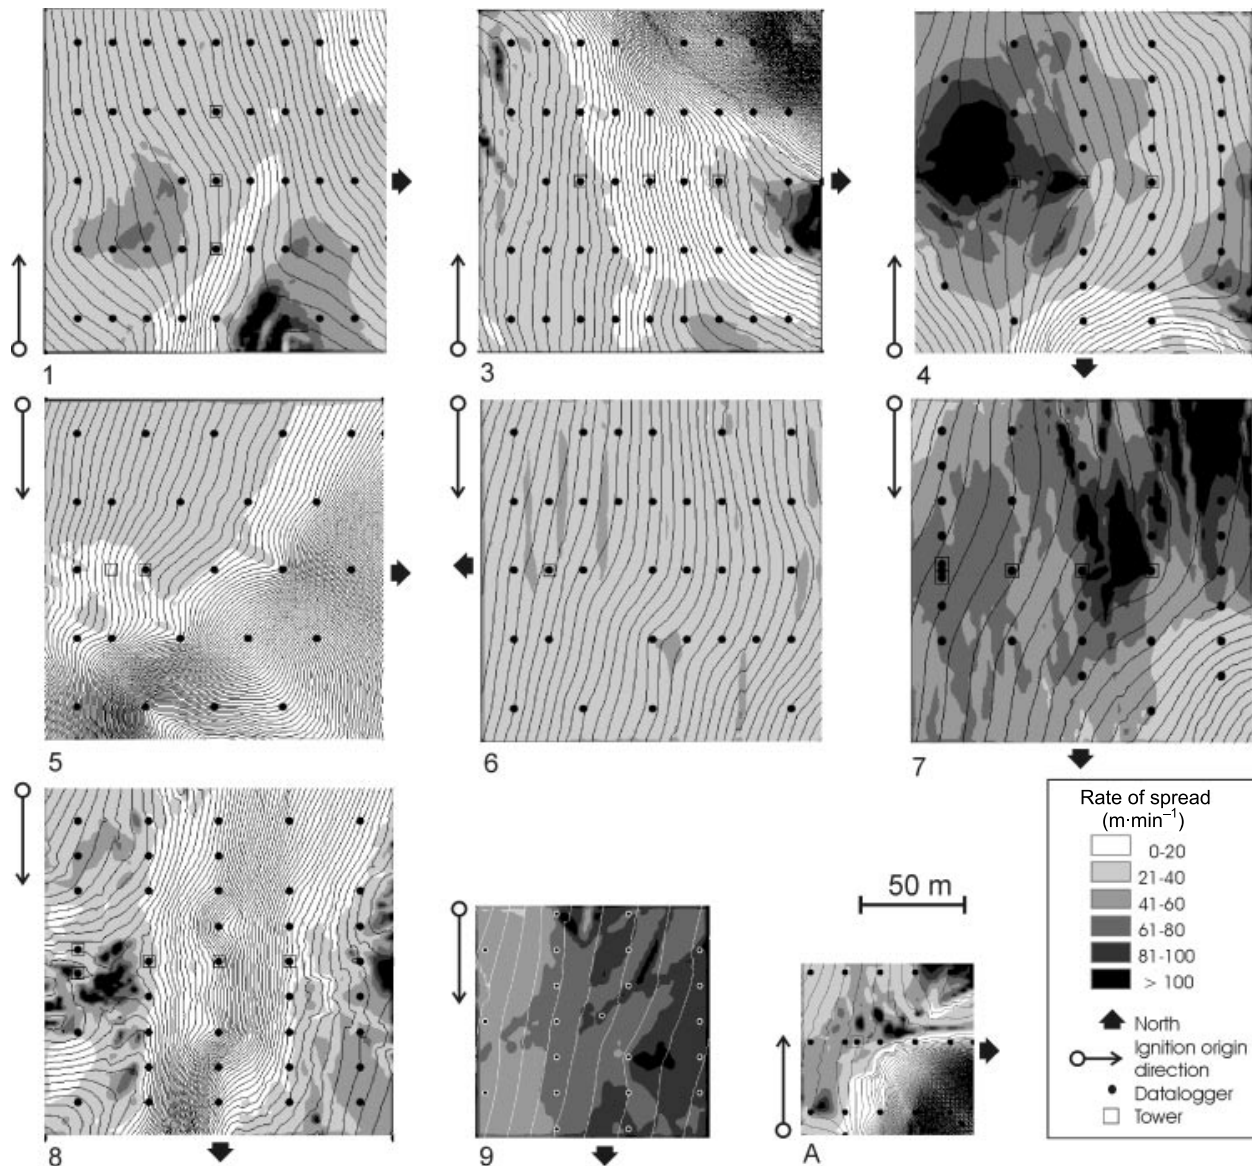 1
3
4
5
6
7
8
9
A
50 m
Rate of spread
(m·min⁻¹)
0-20
21-40
41-60
61-80
81-100
> 100
North
Ignition origin
direction
Datalogger
Tower